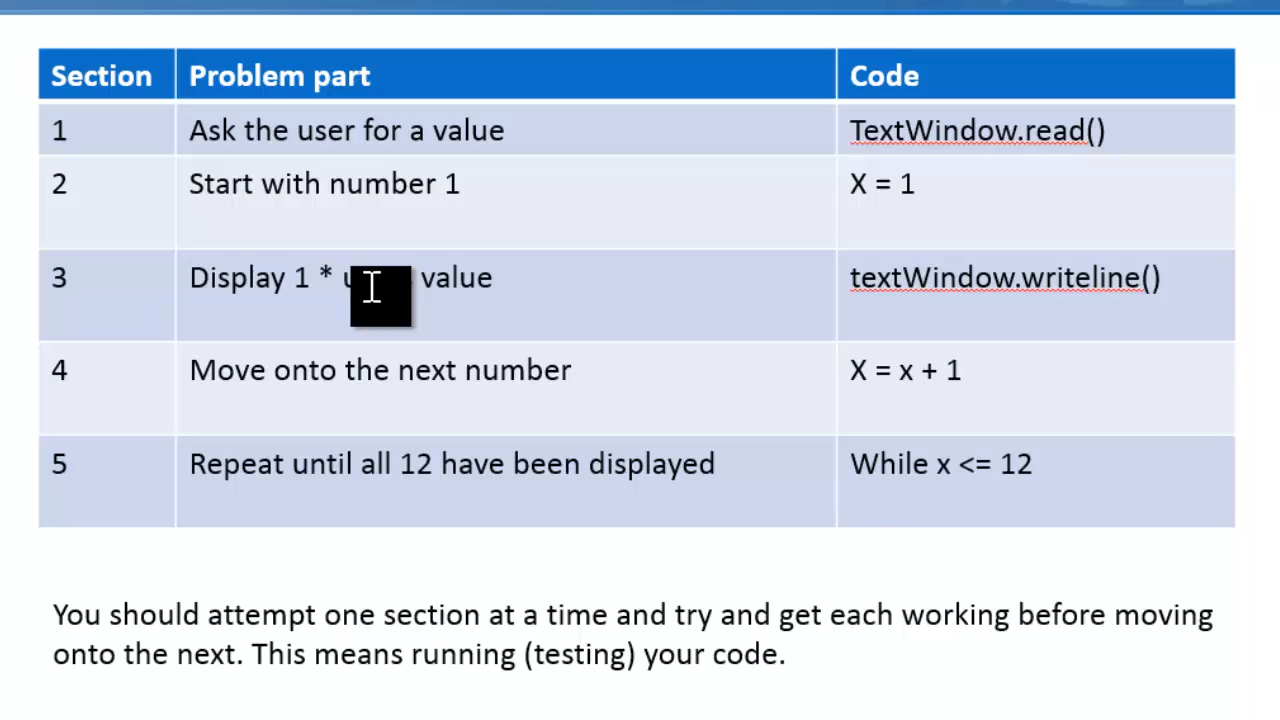 Section Problem part Code
1 Ask the user for a value TextWindow.read()
2 Start with number 1 X = 1
3 Display 1 * value textWindow.writeline()
4 Move onto the next number X = x + 1
5 Repeat until all 12 have been displayed While x <= 12
You should attempt one section at a time and try and get each working before moving
onto the next. This means running (testing) your code.